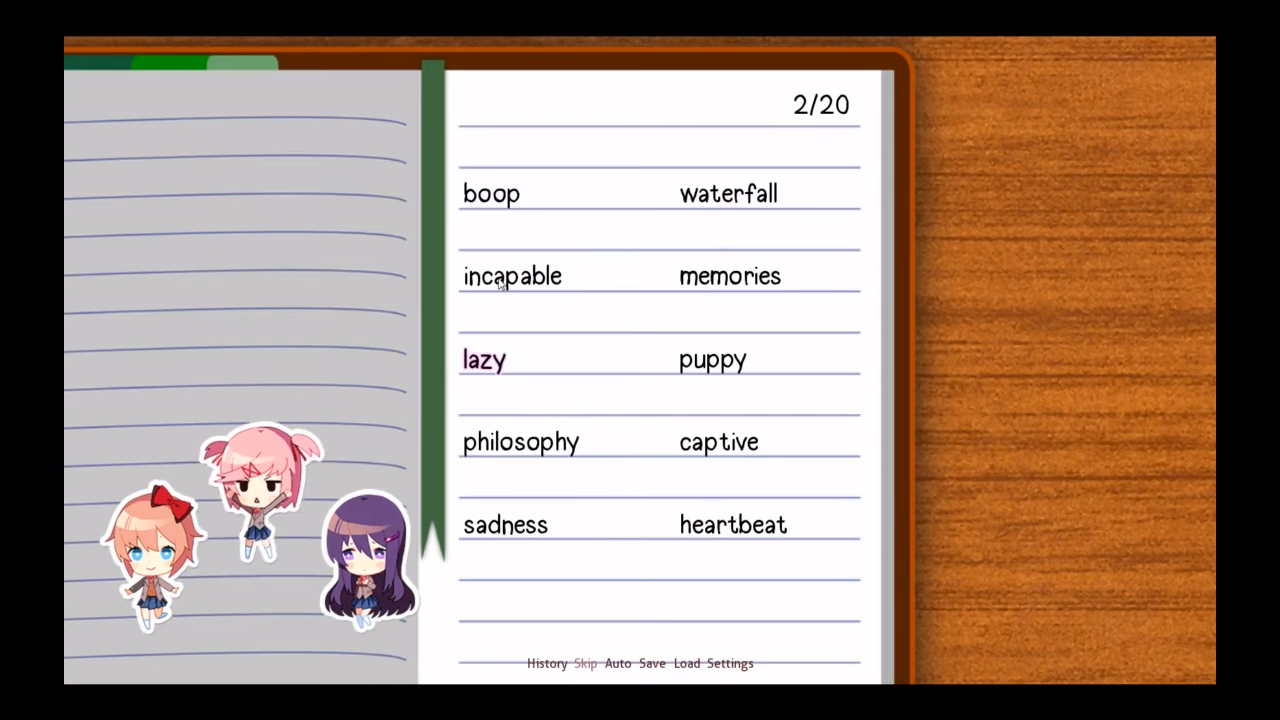 2/20
boop waterfall
incapable memories
lazy puppy
philosophy captive
sadness heartbeat
History Skip Auto Save Load Settings